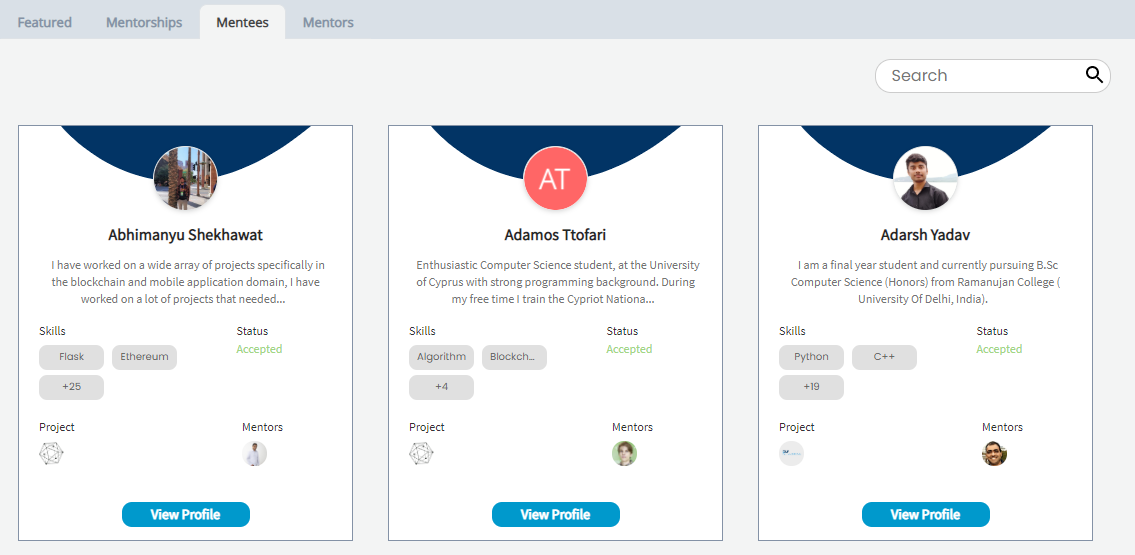 Featured Mentorships Mentees Mentors
Search
AT
Abhimanyu Shekhawat
I have worked on a wide array of projects specifically in
the blockchain and mobile application domain, I have
worked on a lot of projects that needed...
Skills Status
Flask Ethereum Accepted
+25
Project Mentors
View Profile
Adamos Ttofari
Enthusiastic Computer Science student, at the University
of Cyprus with strong programming background. During
my free time I train the Cypriot Nationa...
Skills Status
Algorithm Blockch... Accepted
+4
Project Mentors
View Profile
Adarsh Yadav
I am a final year student and currently pursuing B.Sc
Computer Science (Honors) from Ramanujan College (
University Of Delhi, India).
Skills Status
Python C++ Accepted
+19
Project Mentors
View Profile